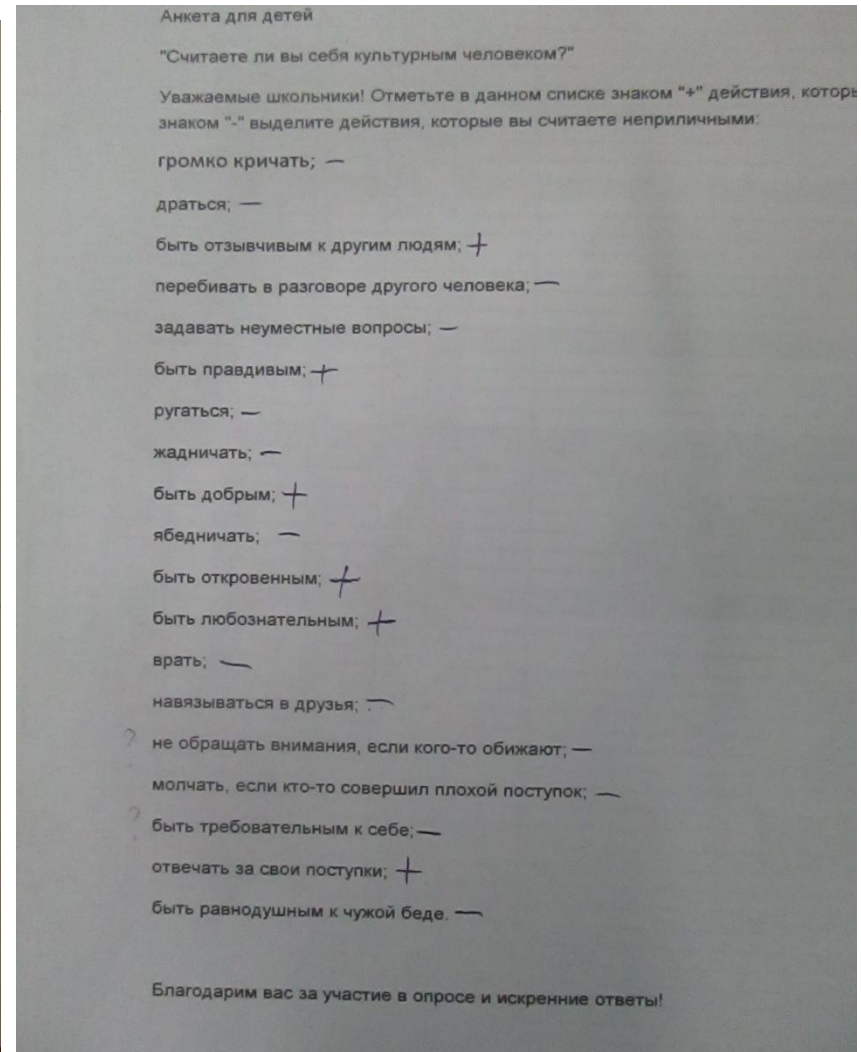 Анкета для детей
"Считаете ли вы себя культурным человеком?"
Уважаемые школьники! Отметьте в данном списке знаком "+" действия, которы
знаком "-" выделите действия, которые вы считаете неприличными:
громко кричать; —
драться; —
быть отзывчивым к другим людям; +
перебивать в разговоре другого человека; —
задавать неуместные вопросы; —
быть правдивым; +
ругаться; —
жадничать; —
быть добрым; +
ябедничать; —
быть откровенным; +
быть любознательным; +
врать; —
навязываться в друзья; —
? не обращать внимания, если кого-то обижают; —
молчать, если кто-то совершил плохой поступок; —
? быть требовательным к себе; —
отвечать за свои поступки; +
быть равнодушным к чужой беде. —
Благодарим вас за участие в опросе и искренние ответы!